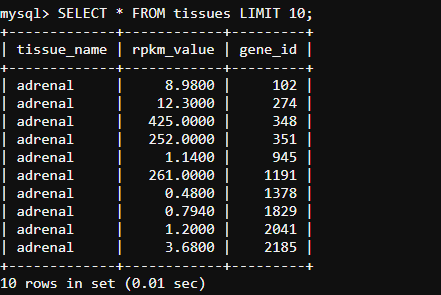 mysql> SELECT * FROM tissues LIMIT 10;
+-------------+------------+---------+
| tissue_name | rpkm_value | gene_id |
+-------------+------------+---------+
| adrenal     |     8.9800 |     102 |
| adrenal     |    12.3000 |     274 |
| adrenal     |   425.0000 |     348 |
| adrenal     |   252.0000 |     351 |
| adrenal     |     1.1400 |     945 |
| adrenal     |   261.0000 |    1191 |
| adrenal     |     0.4800 |    1378 |
| adrenal     |     0.7940 |    1829 |
| adrenal     |     1.2000 |    2041 |
| adrenal     |     3.6800 |    2185 |
+-------------+------------+---------+
10 rows in set (0.01 sec)